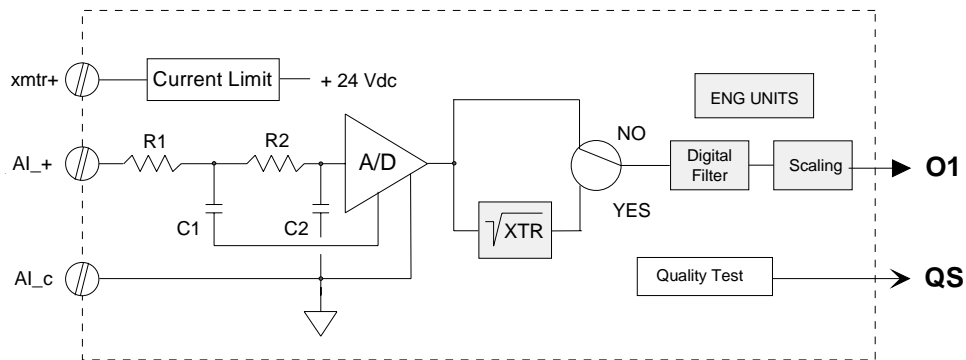 xmtr+
Current Limit
+ 24 Vdc
ENG UNITS
R1
R2
AI_+
A/D
NO
Digital
Filter
Scaling
O1
YES
C1
C2
√XTR
AI_c
Quality Test
QS